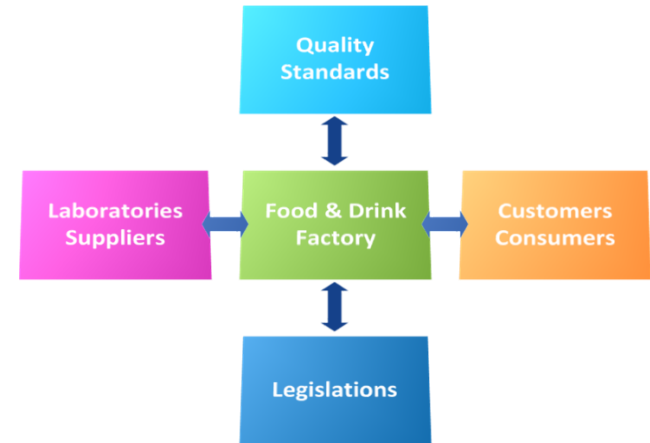 Quality
Standards
Laboratories
Suppliers
Food & Drink
Factory
Customers
Consumers
Legislations